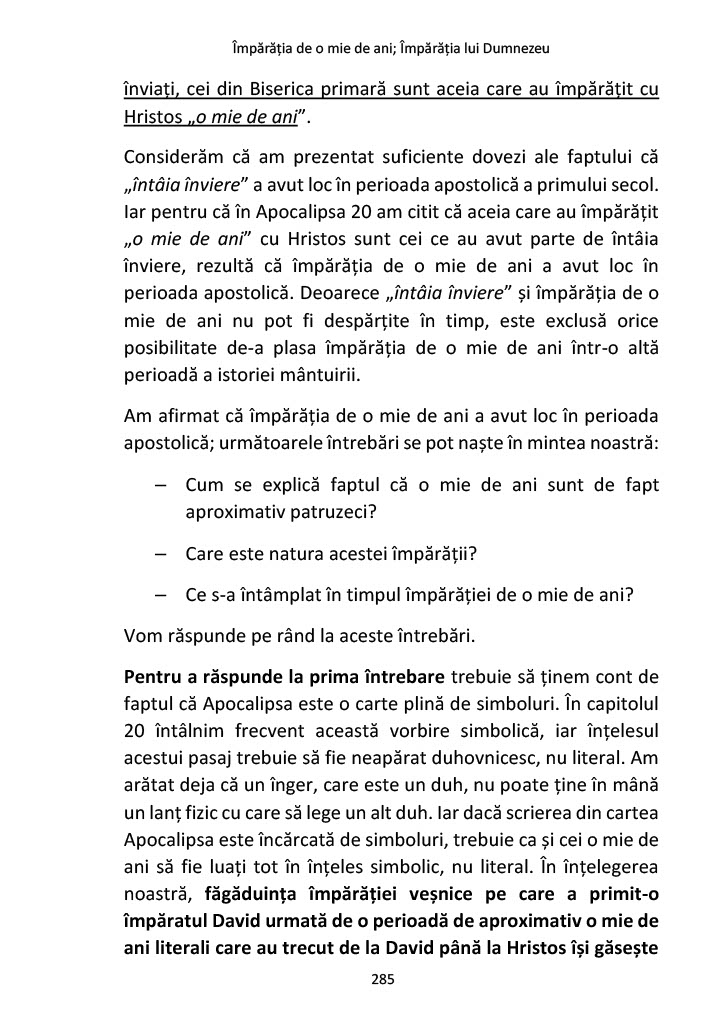 Împărăția de o mie de ani; Împărăția lui Dumnezeu
înviați, cei din Biserica primară sunt aceia care au împărățit cu
Hristos „o mie de ani”.
Considerăm că am prezentat suficiente dovezi ale faptului că
„întâia înviere” a avut loc în perioada apostolică a primului secol.
Iar pentru că în Apocalipsa 20 am citit că aceia care au împărățit
„o mie de ani” cu Hristos sunt cei ce au avut parte de întâia
înviere, rezultă că împărăția de o mie de ani a avut loc în
perioada apostolică. Deoarece „întâia înviere” și împărăția de o
mie de ani nu pot fi despărțite în timp, este exclusă orice
posibilitate de-a plasa împărăția de o mie de ani într-o altă
perioadă a istoriei mântuirii.
Am afirmat că împărăția de o mie de ani a avut loc în perioada
apostolică; următoarele întrebări se pot naște în mintea noastră:
– Cum se explică faptul că o mie de ani sunt de fapt
aproximativ patruzeci?
– Care este natura acestei împărății?
– Ce s-a întâmplat în timpul împărăției de o mie de ani?
Vom răspunde pe rând la aceste întrebări.
Pentru a răspunde la prima întrebare trebuie să ținem cont de
faptul că Apocalipsa este o carte plină de simboluri. În capitolul
20 întâlnim frecvent această vorbire simbolică, iar înțelesul
acestui pasaj trebuie să fie neapărat duhovnicesc, nu literal. Am
arătat deja că un înger, care este un duh, nu poate ține în mână
un lanț fizic cu care să lege un alt duh. Iar dacă scrierea din cartea
Apocalipsa este încărcată de simboluri, trebuie ca și cei o mie de
ani să fie luați tot în înțeles simbolic, nu literal. În înțelegerea
noastră, făgăduința împărăției veșnice pe care a primit-o
împăratul David urmată de o perioadă de aproximativ o mie de
ani literali care au trecut de la David până la Hristos își găsește
285